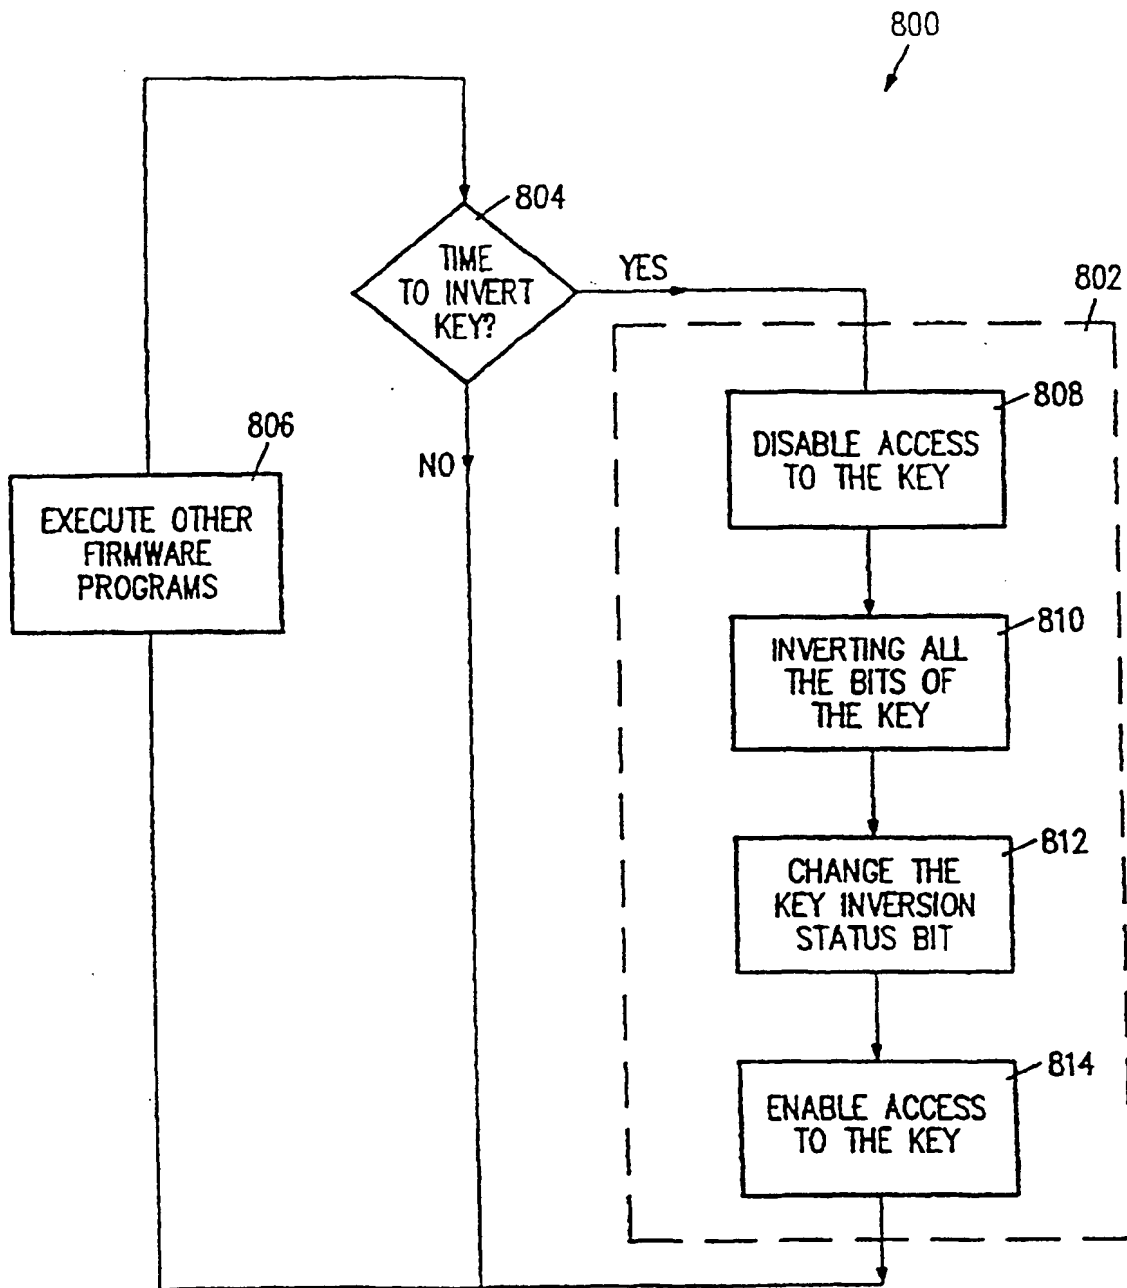 800
804
TIME
TO INVERT
KEY?
YES
NO
802
806
EXECUTE OTHER
FIRMWARE
PROGRAMS
808
DISABLE ACCESS
TO THE KEY
810
INVERTING ALL
THE BITS OF
THE KEY
812
CHANGE THE
KEY INVERSION
STATUS BIT
814
ENABLE ACCESS
TO THE KEY